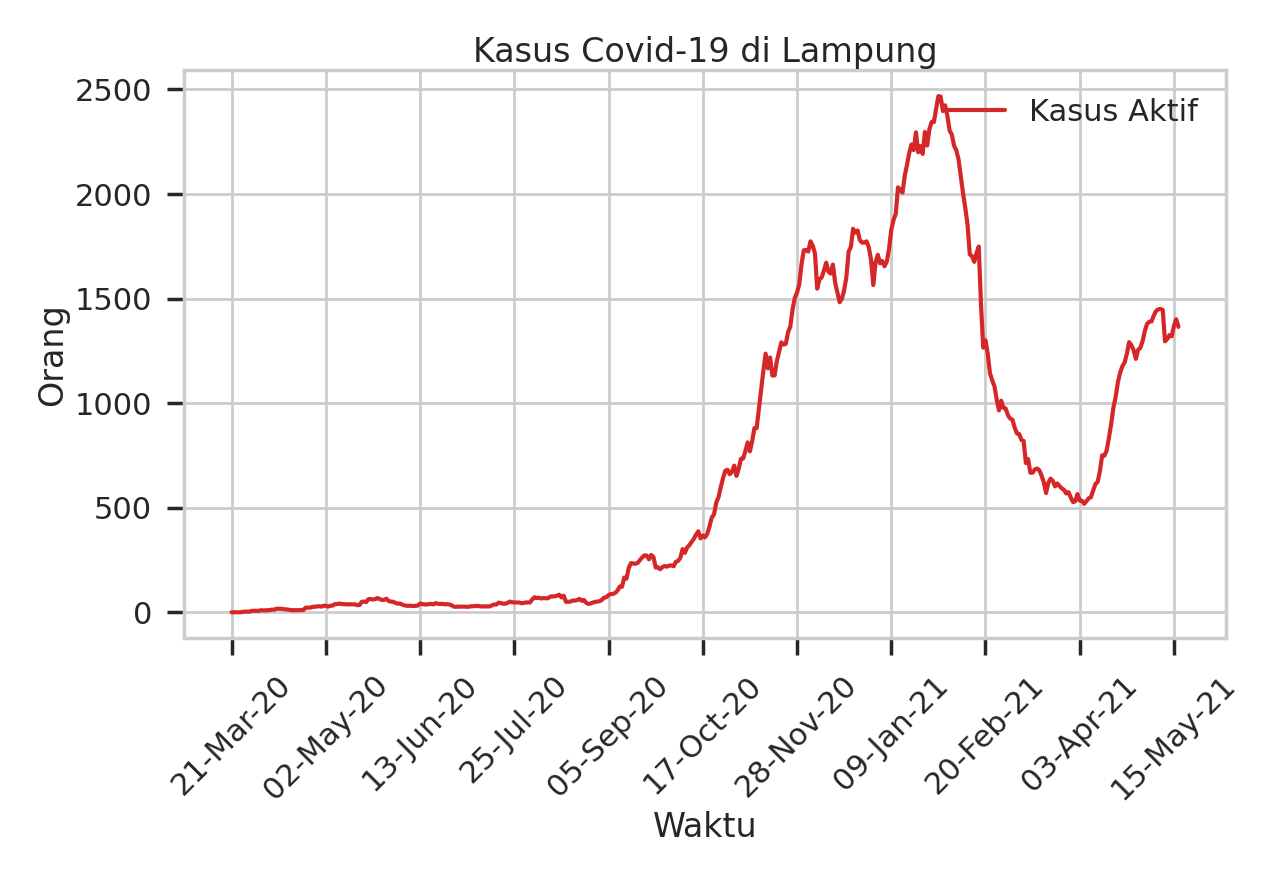 Kasus Covid-19 di Lampung
Kasus Aktif
Orang
2500
2000
1500
1000
500
0
21-Mar-20
02-May-20
13-Jun-20
25-Jul-20
05-Sep-20
17-Oct-20
28-Nov-20
09-Jan-21
20-Feb-21
03-Apr-21
15-May-21
Waktu